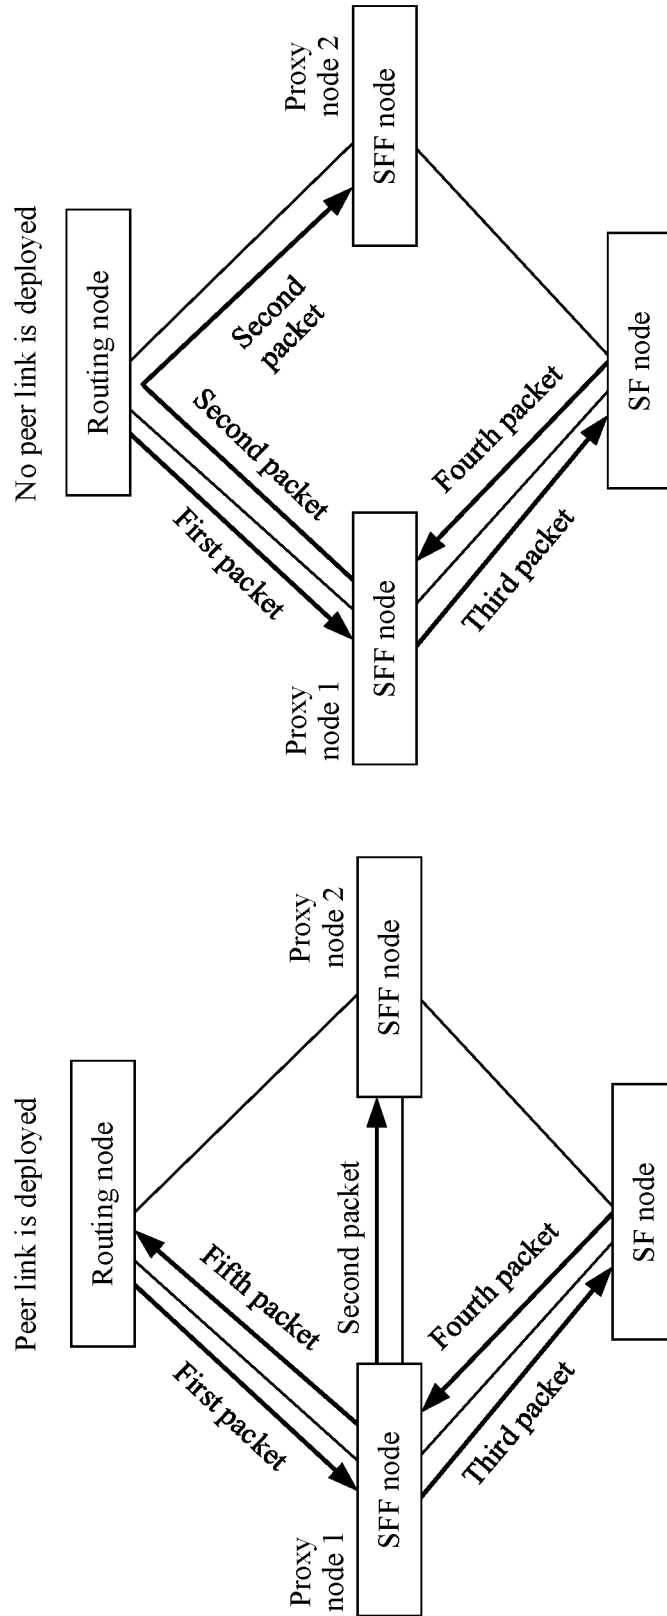 Peer link is deployed
Routing node
First packet
Fifth packet
Proxy
node 1
SFF node
Second packet
Proxy
node 2
SFF node
Third packet
Fourth packet
SF node
No peer link is deployed
Routing node
First packet
Second packet
Second
packet
Proxy
node 1
SFF node
Proxy
node 2
SFF node
Third packet
Fourth packet
SF node